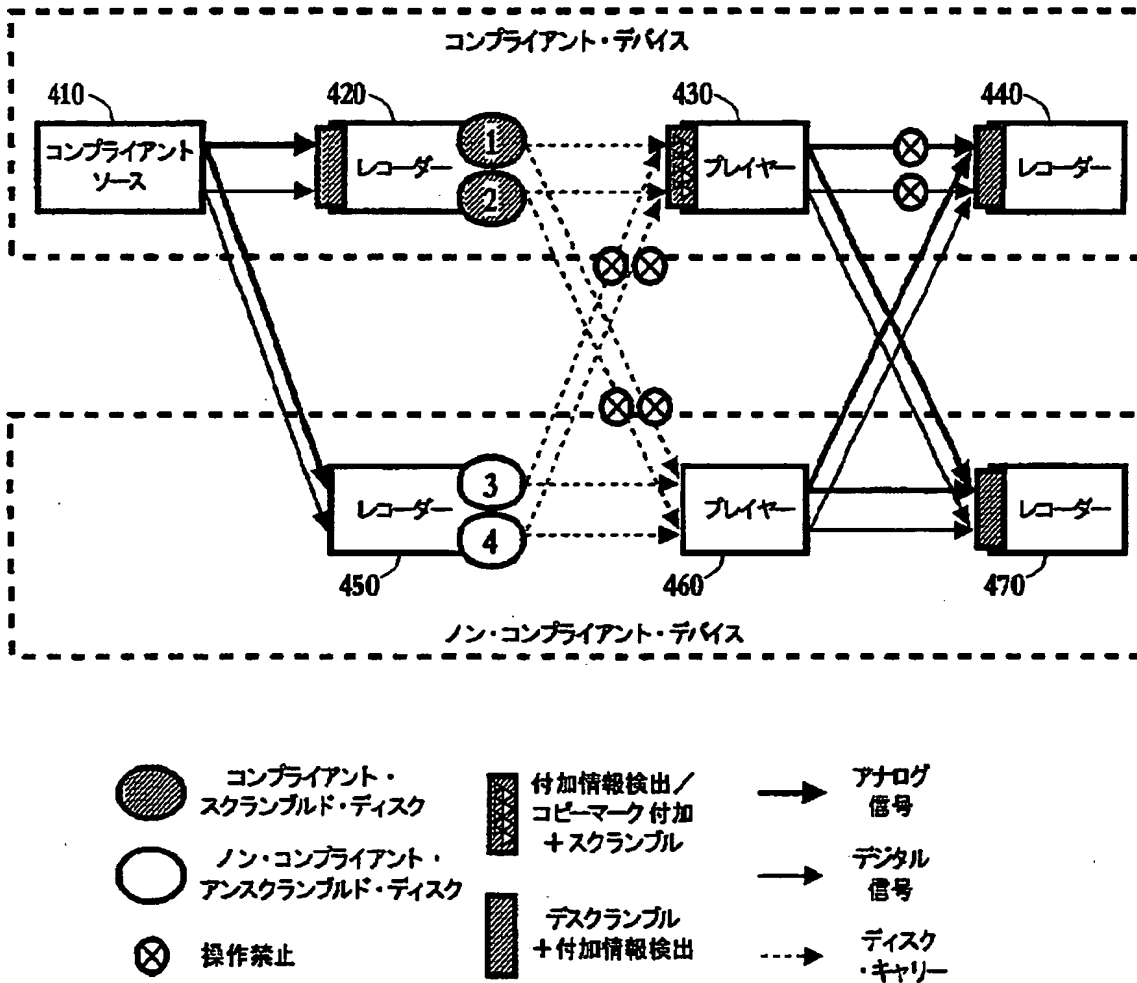 コンプライアント・デバイス
410
420
430
440
コンプライアント
ソース
レコーダー
1
2
プレイヤー
レコーダー
レコーダー
3
4
プレイヤー
レコーダー
450
460
470
ノン・コンプライアント・デバイス
コンプライアント・
スクランブルド・ディスク
付加情報検出／
コピーマーク付加
＋スクランブル
アナログ
信号
ノン・コンプライアント・
アンスクランブルド・ディスク
デジタル
信号
操作禁止
デスクランブル
＋付加情報検出
ディスク
・キャリー